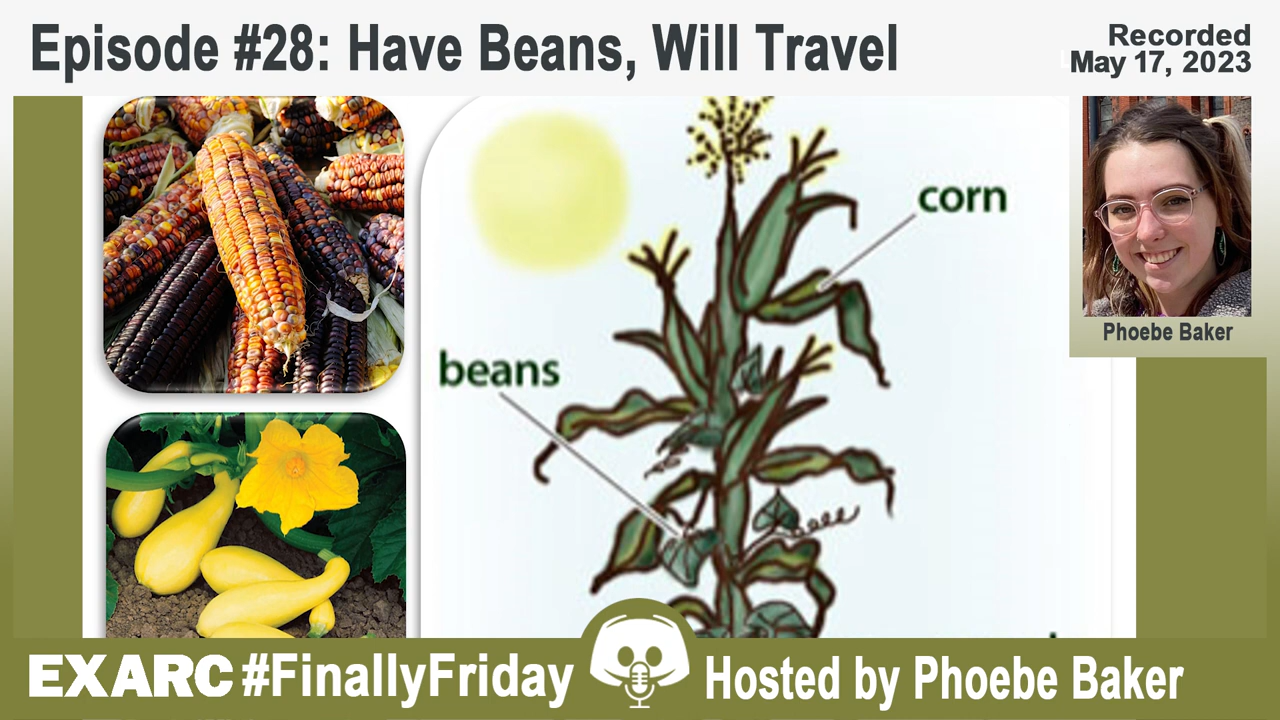 Episode #28: Have Beans, Will Travel
Recorded
May 17, 2023
corn
Phoebe Baker
beans
EXARC #FinallyFriday
Hosted by Phoebe Baker